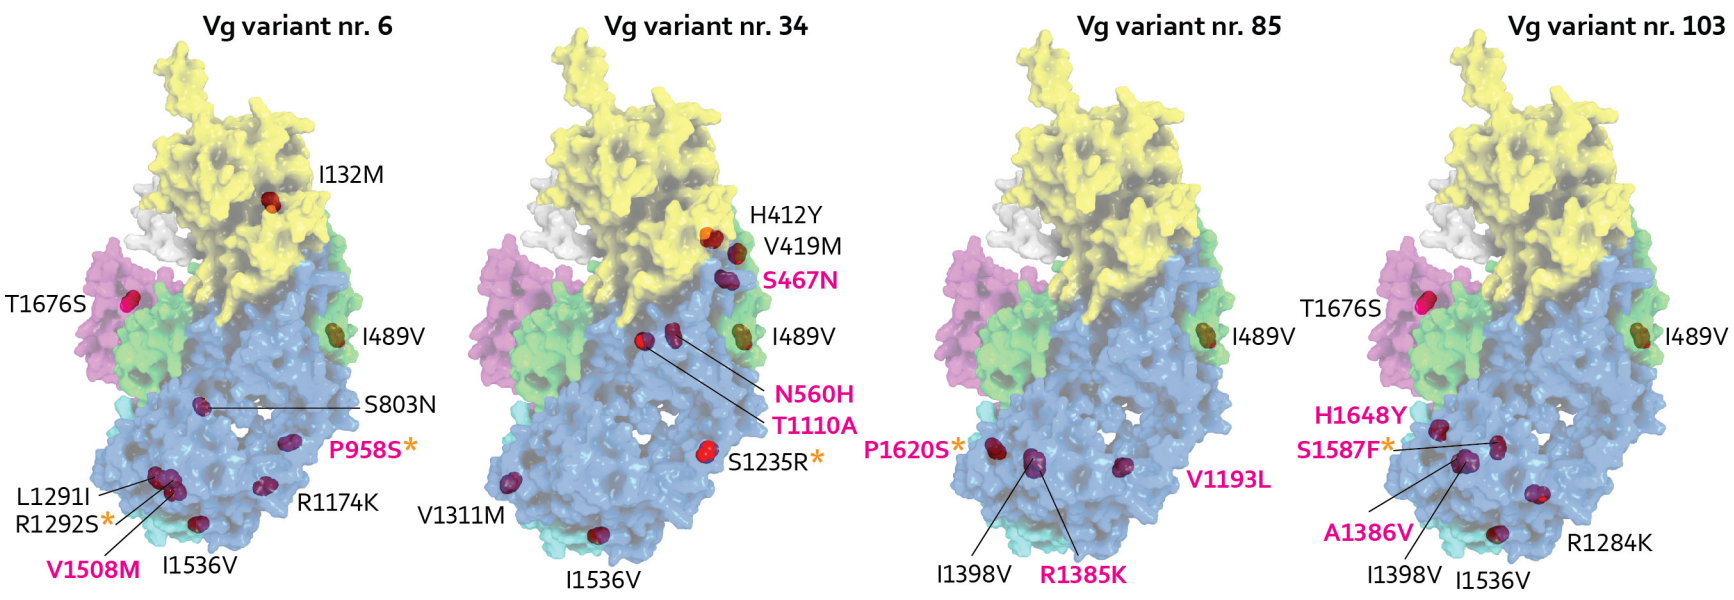 Vg variant nr. 6
I132M
T1676S
I489V
S803N
P958S*
L1291I
R1292S*
R1174K
V1508M
I1536V
Vg variant nr. 34
H412Y
V419M
S467N
I489V
N560H
T1110A
S1235R*
V1311M
I1536V
Vg variant nr. 85
I489V
P1620S*
V1193L
I1398V
R1385K
Vg variant nr. 103
T1676S
I489V
H1648Y
S1587F*
A1386V
R1284K
I1398V
I1536V